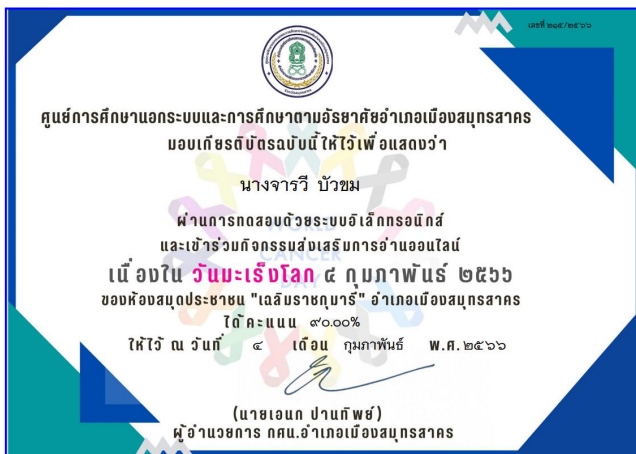 เลขที่ ๒๑๕/๒๕๖๖
ศูนย์การศึกษานอกระบบและการศึกษาตามอัธยาศัยอำเภอเมืองสมุทรสาคร
มอบเกียรติบัตรฉบับนี้ให้ไว้เพื่อแสดงว่า
นางจารวี บัวขม
ผ่านการทดสอบด้วยระบบอิเล็กทรอนิกส์
และเข้าร่วมกิจกรรมส่งเสริมการอ่านออนไลน์
WORLD
CANCER
DAY
เนื่องใน วันมะเร็งโลก ๔ กุมภาพันธ์ ๒๕๖๖
ของห้องสมุดประชาชน "เฉลิมราชกุมารี" อำเภอเมืองสมุทรสาคร
ได้คะแนน ๙๐.๐๐%
ให้ไว้ ณ วันที่ ๔ เดือน กุมภาพันธ์ พ.ศ. ๒๕๖๖
(นายเอนก ปานทิพย์)
ผู้อำนวยการ กศน.อำเภอเมืองสมุทรสาคร